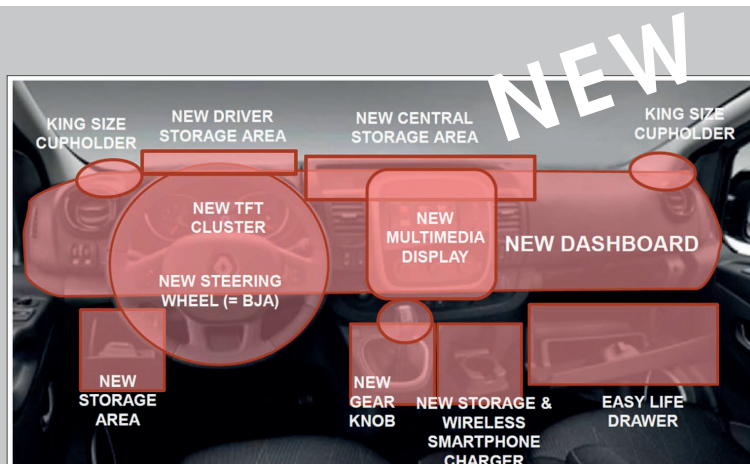 NEW
KING SIZE
CUPHOLDER
NEW DRIVER
STORAGE AREA
NEW CENTRAL
STORAGE AREA
KING SIZE
CUPHOLDER
NEW TFT
CLUSTER
NEW
MULTIMEDIA
DISPLAY
NEW DASHBOARD
NEW STEERING
WHEEL (= BJA)
NEW
STORAGE
AREA
NEW
GEAR
KNOB
NEW STORAGE &
WIRELESS
SMARTPHONE
CHARGER
EASY LIFE
DRAWER